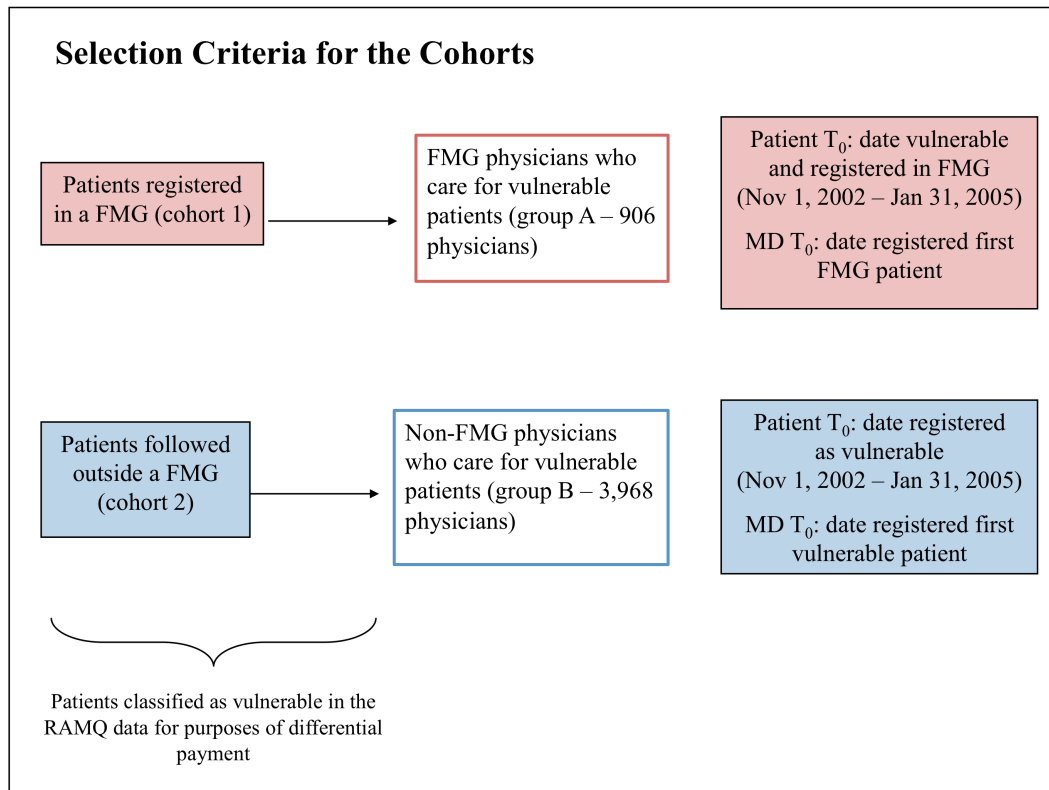 Selection Criteria for the Cohorts
Patients registered
in a FMG (cohort 1)
FMG physicians who
care for vulnerable
patients (group A – 906
physicians)
Patient T0: date vulnerable
and registered in FMG
(Nov 1, 2002 – Jan 31, 2005)
MD T0: date registered first
FMG patient
Patients followed
outside a FMG
(cohort 2)
Non-FMG physicians
who care for vulnerable
patients (group B – 3,968
physicians)
Patient T0: date registered
as vulnerable
(Nov 1, 2002 – Jan 31, 2005)
MD T0: date registered first
vulnerable patient
Patients classified as vulnerable in the
RAMQ data for purposes of differential
payment